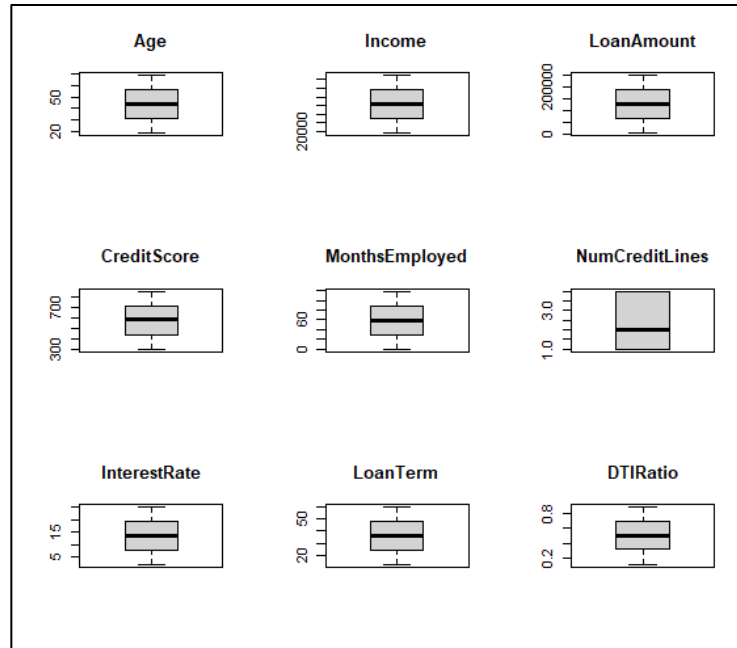 Age
50
20
Income
20000
LoanAmount
200000
0
CreditScore
700
300
MonthsEmployed
60
0
NumCreditLines
3.0
1.0
InterestRate
15
5
LoanTerm
50
20
DTIRatio
0.8
0.2